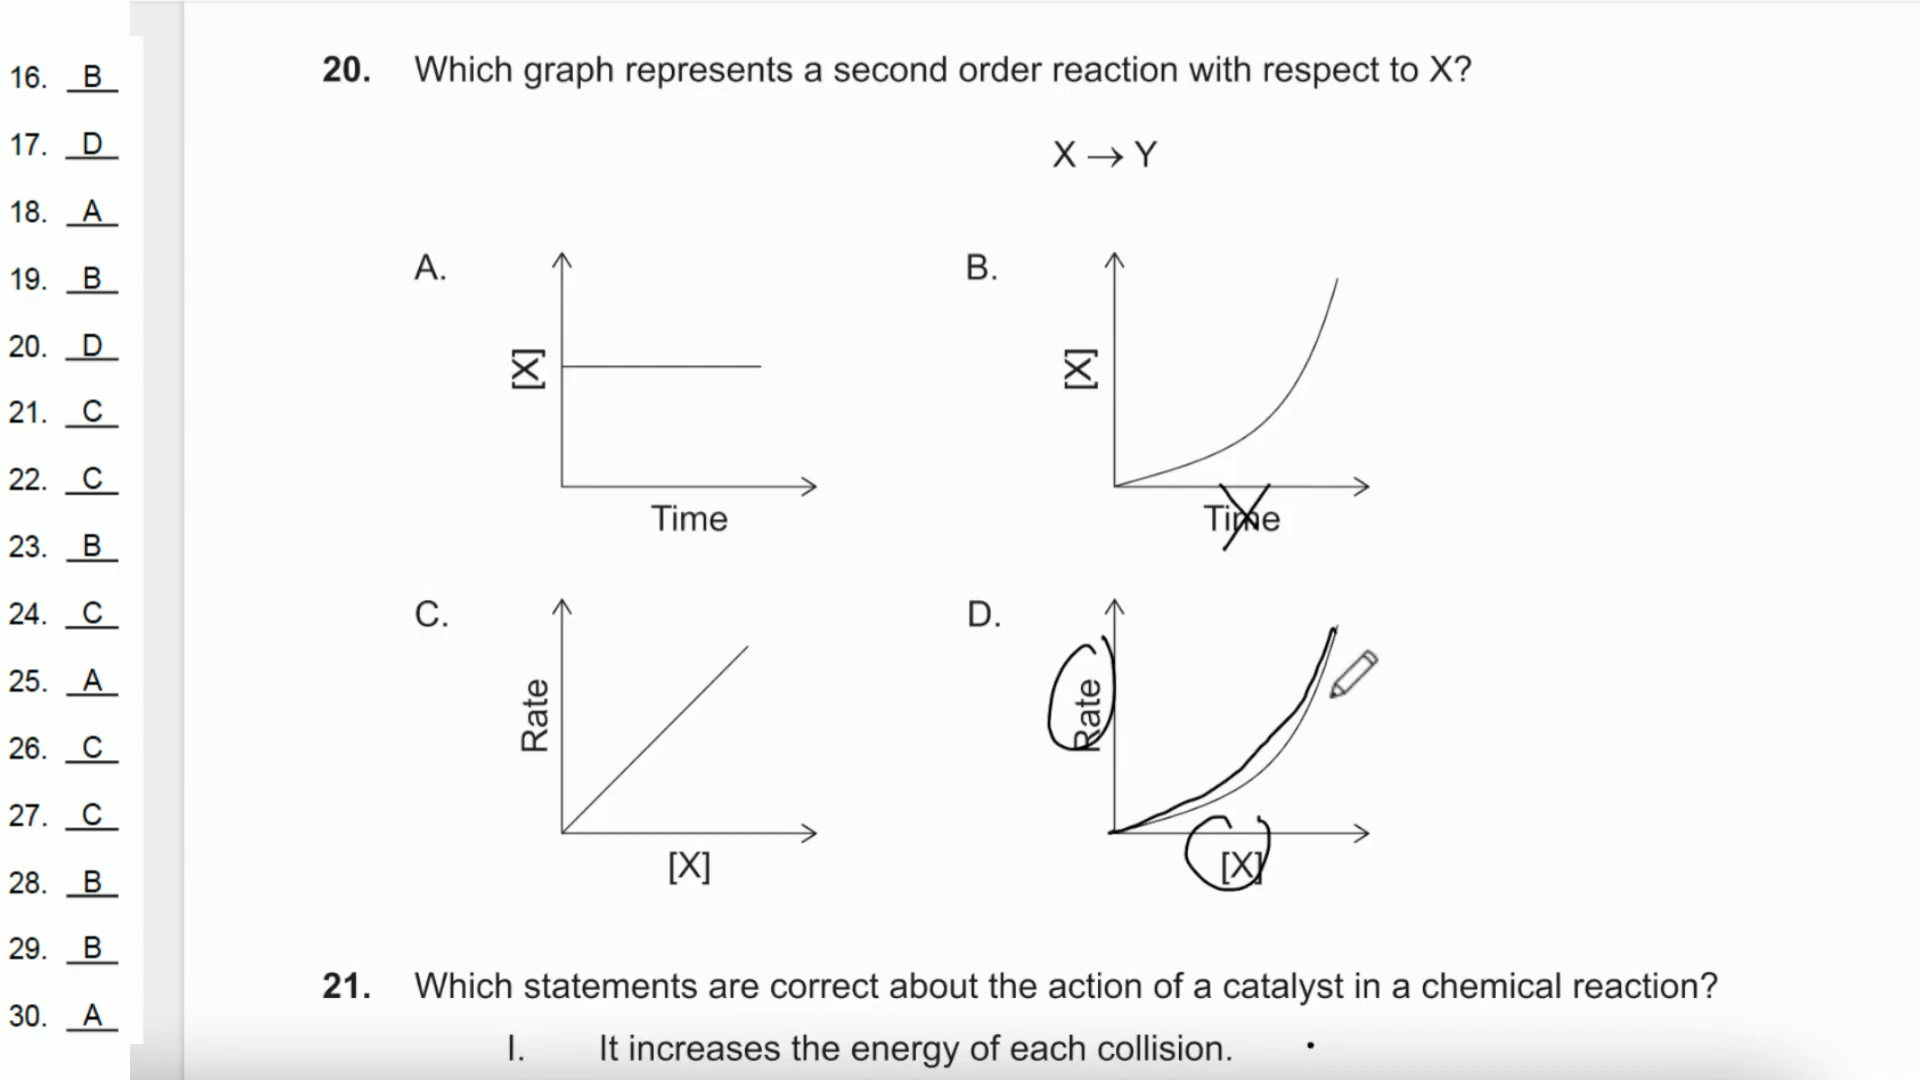 16. B
17. D
18. A
19. B
20. D
21. C
22. C
23. B
24. C
25. A
26. C
27. C
28. B
29. B
30. A
20. Which graph represents a second order reaction with respect to X?
X → Y
A.
[X]
Time
B.
[X]
Time
C.
Rate
[X]
D.
Rate
[X]
21. Which statements are correct about the action of a catalyst in a chemical reaction?
I. It increases the energy of each collision.